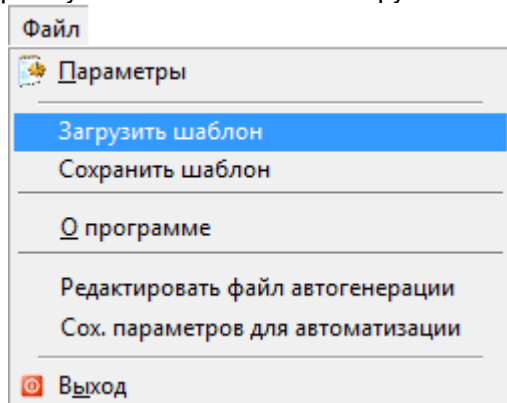 Файл
Параметры
Загрузить шаблон
Сохранить шаблон
О программе
Редактировать файл автогенерации
Сох. параметров для автоматизации
Выход